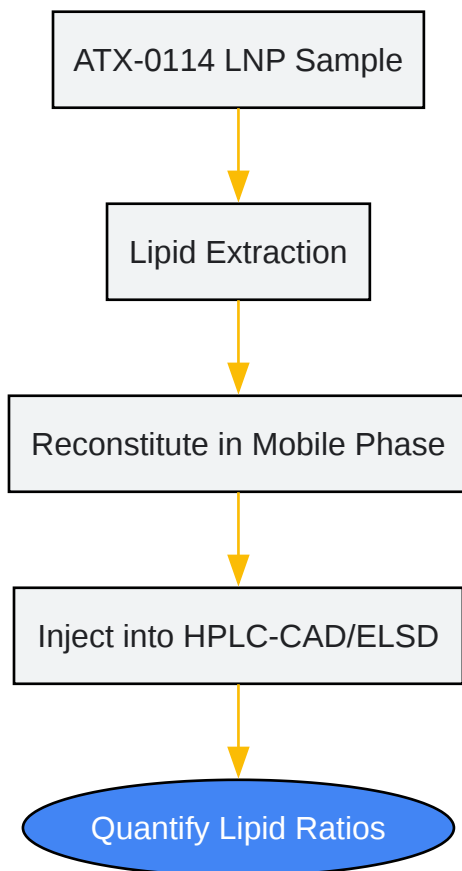 ATX-0114 LNP Sample
Lipid Extraction
Reconstitute in Mobile Phase
Inject into HPLC-CAD/ELSD
Quantify Lipid Ratios